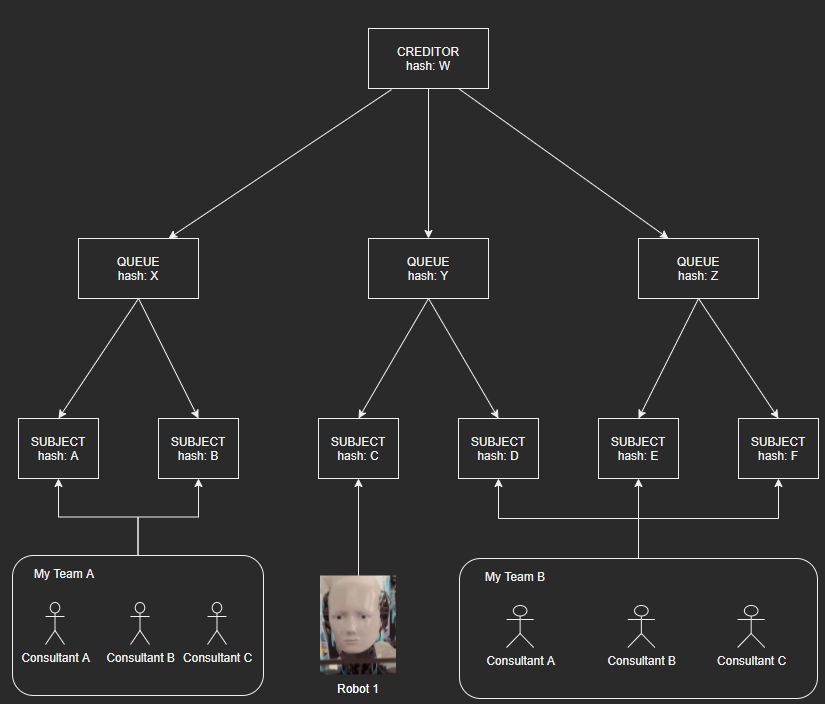 CREDITOR
hash: W
QUEUE
hash: X
QUEUE
hash: Y
QUEUE
hash: Z
SUBJECT
hash: A
SUBJECT
hash: B
SUBJECT
hash: C
SUBJECT
hash: D
SUBJECT
hash: E
SUBJECT
hash: F
My Team A
Consultant A
Consultant B
Consultant C
Robot 1
My Team B
Consultant A
Consultant B
Consultant C